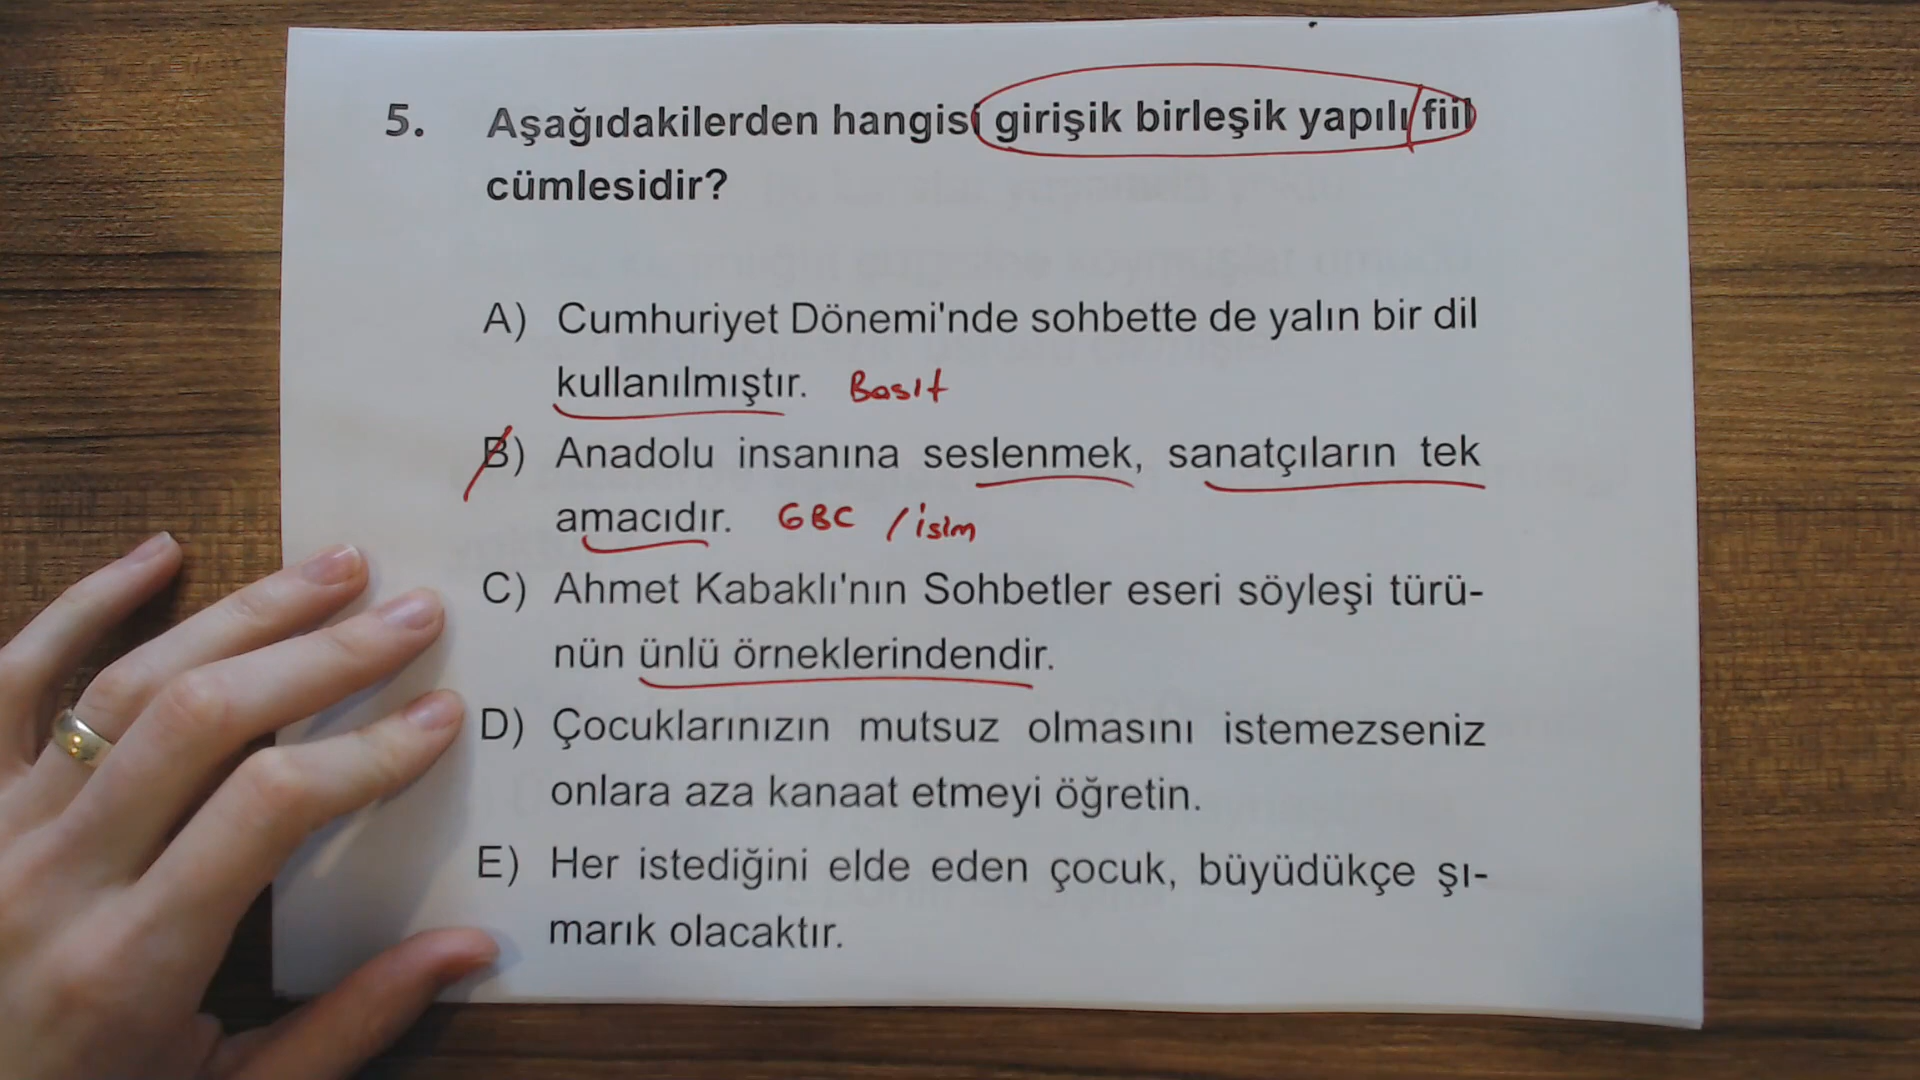 5. Aşağıdakilerden hangisi girişik birleşik yapılı fiil
cümlesidir?
A) Cumhuriyet Dönemi'nde sohbette de yalın bir dil
kullanılmıştır. Basit
B) Anadolu insanına seslenmek, sanatçıların tek
amacıdır. GBC / isim
C) Ahmet Kabaklı'nın Sohbetler eseri söyleşi türü-
nün ünlü örneklerindendir.
D) Çocuklarınızın mutsuz olmasını istemezseniz
onlara aza kanaat etmeyi öğretin.
E) Her istediğini elde eden çocuk, büyüdükçe şı-
marık olacaktır.